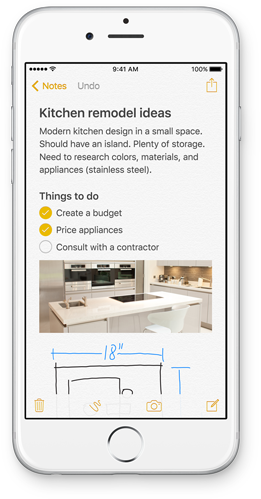 9:41 AM
100%
Notes
Undo
Kitchen remodel ideas
Modern kitchen design in a small space.
Should have an island. Plenty of storage.
Need to research colors, materials, and
appliances (stainless steel).
Things to do
Create a budget
Price appliances
Consult with a contractor
18"